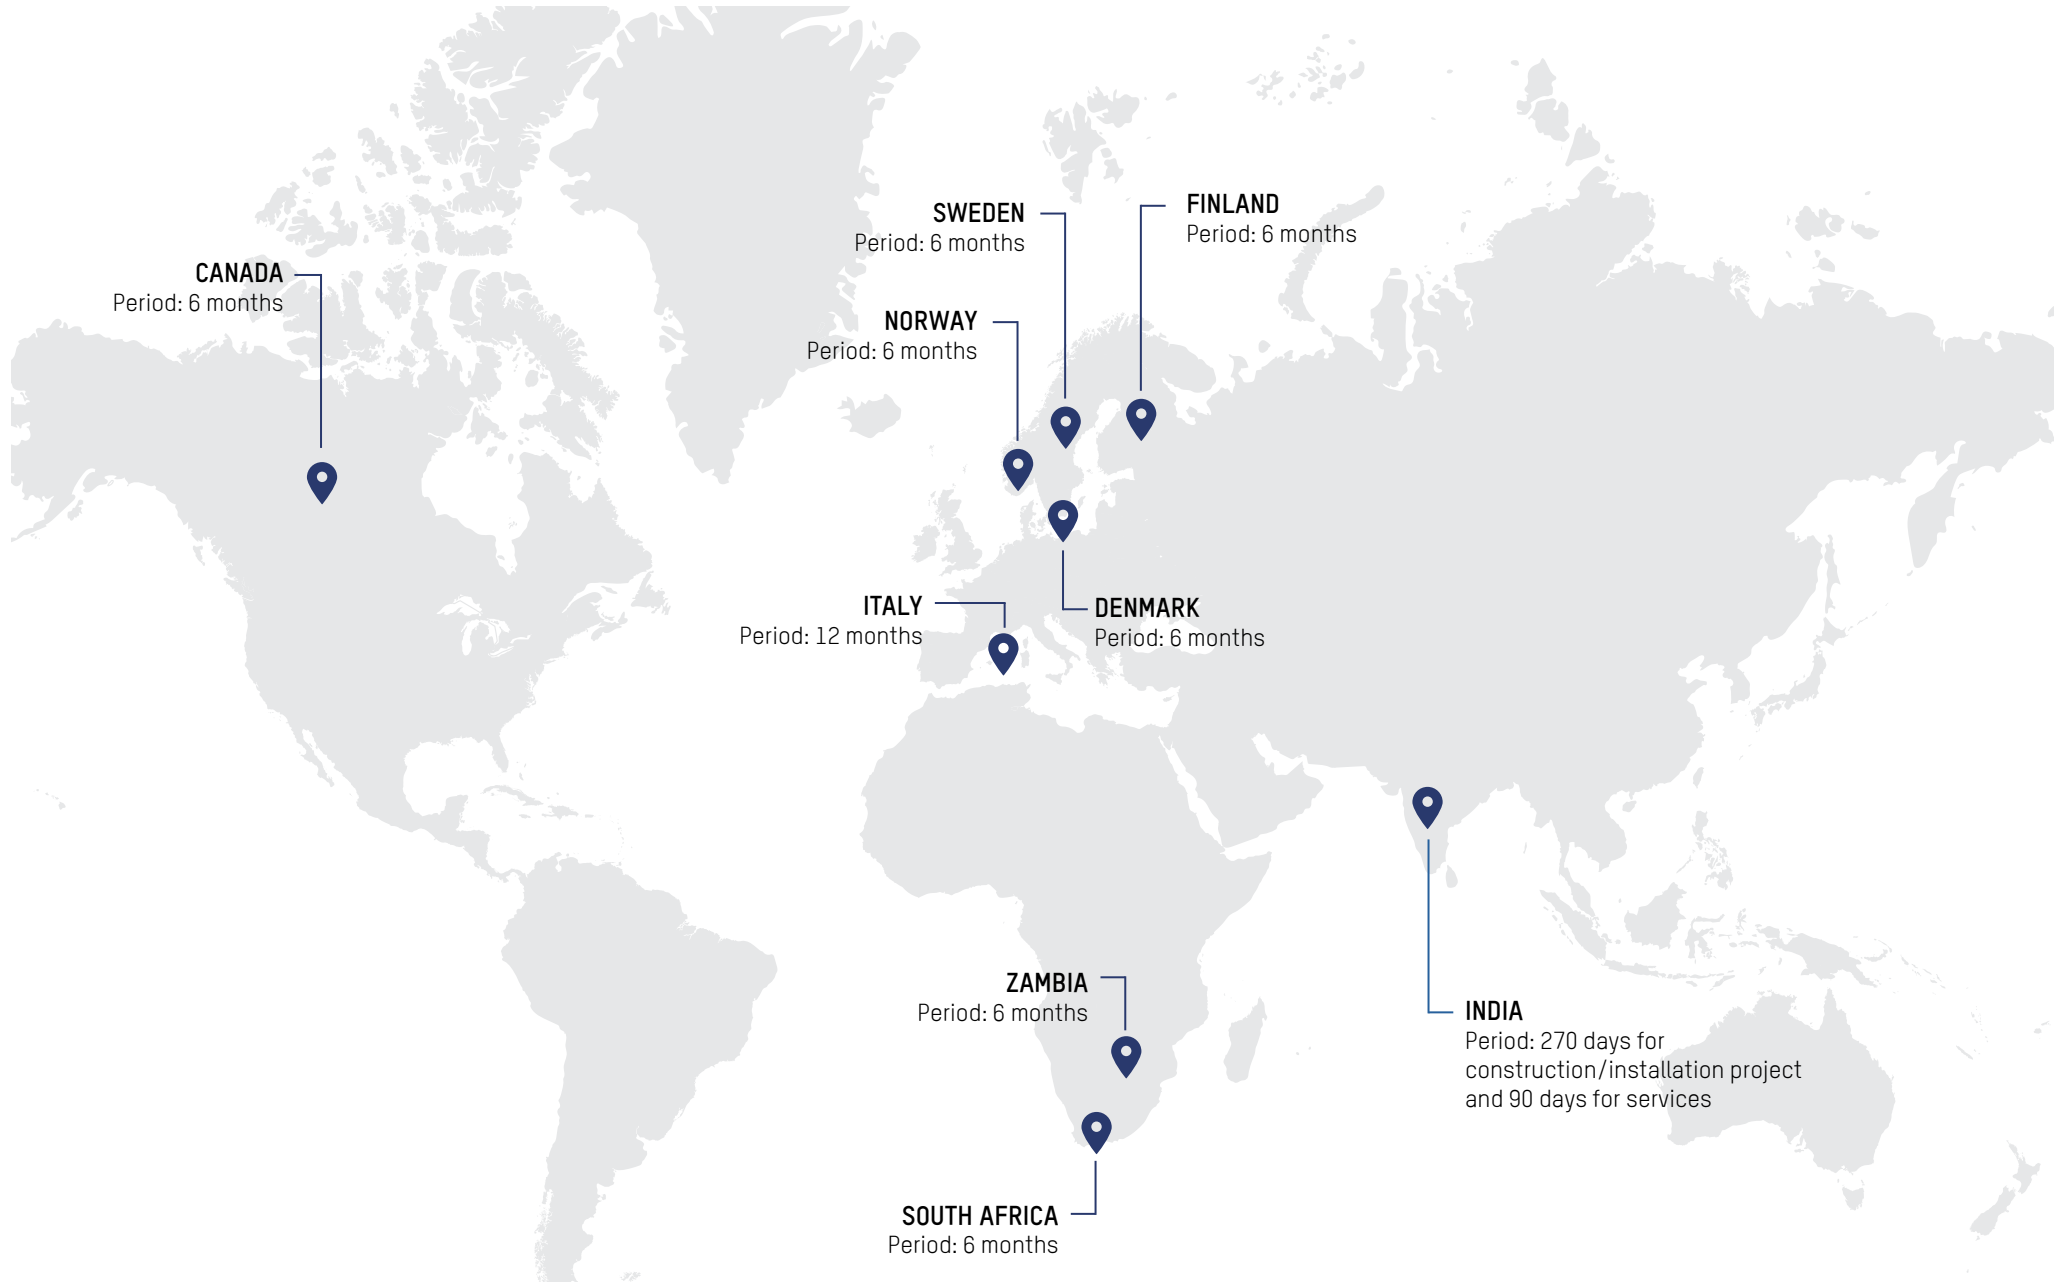 SWEDEN
Period: 6 months
FINLAND
Period: 6 months
CANADA
Period: 6 months
NORWAY
Period: 6 months
ITALY
Period: 12 months
DENMARK
Period: 6 months
ZAMBIA
Period: 6 months
INDIA
Period: 270 days for
construction/installation project
and 90 days for services
SOUTH AFRICA
Period: 6 months